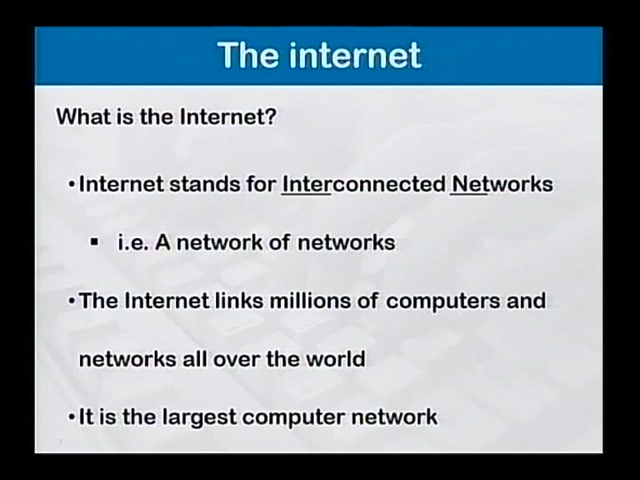 The internet
What is the Internet?
•Internet stands for Interconnected Networks
▪ i.e. A network of networks
•The Internet links millions of computers and
networks all over the world
•It is the largest computer network